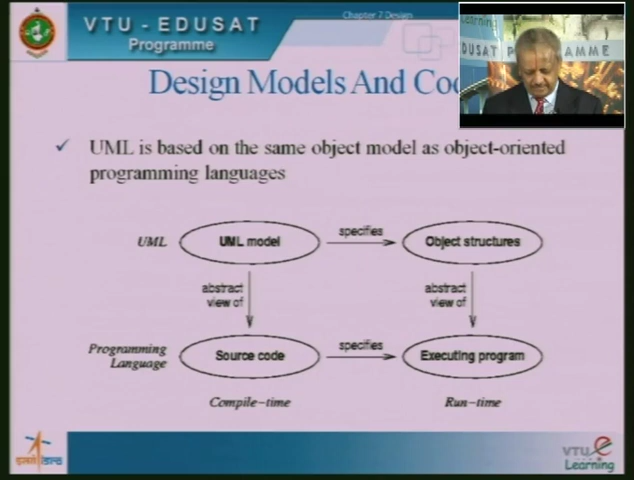 VTU - EDUSAT
Programme
Chapter 7 Design
EDUSAT PROGRAMME
Design Models And Co
✓ UML is based on the same object model as object-oriented
programming languages
UML
UML model
specifies
Object structures
abstract
view of
abstract
view of
Programming
Language
Source code
specifies
Executing program
Compile-time
Run-time
VTU
e
Learning